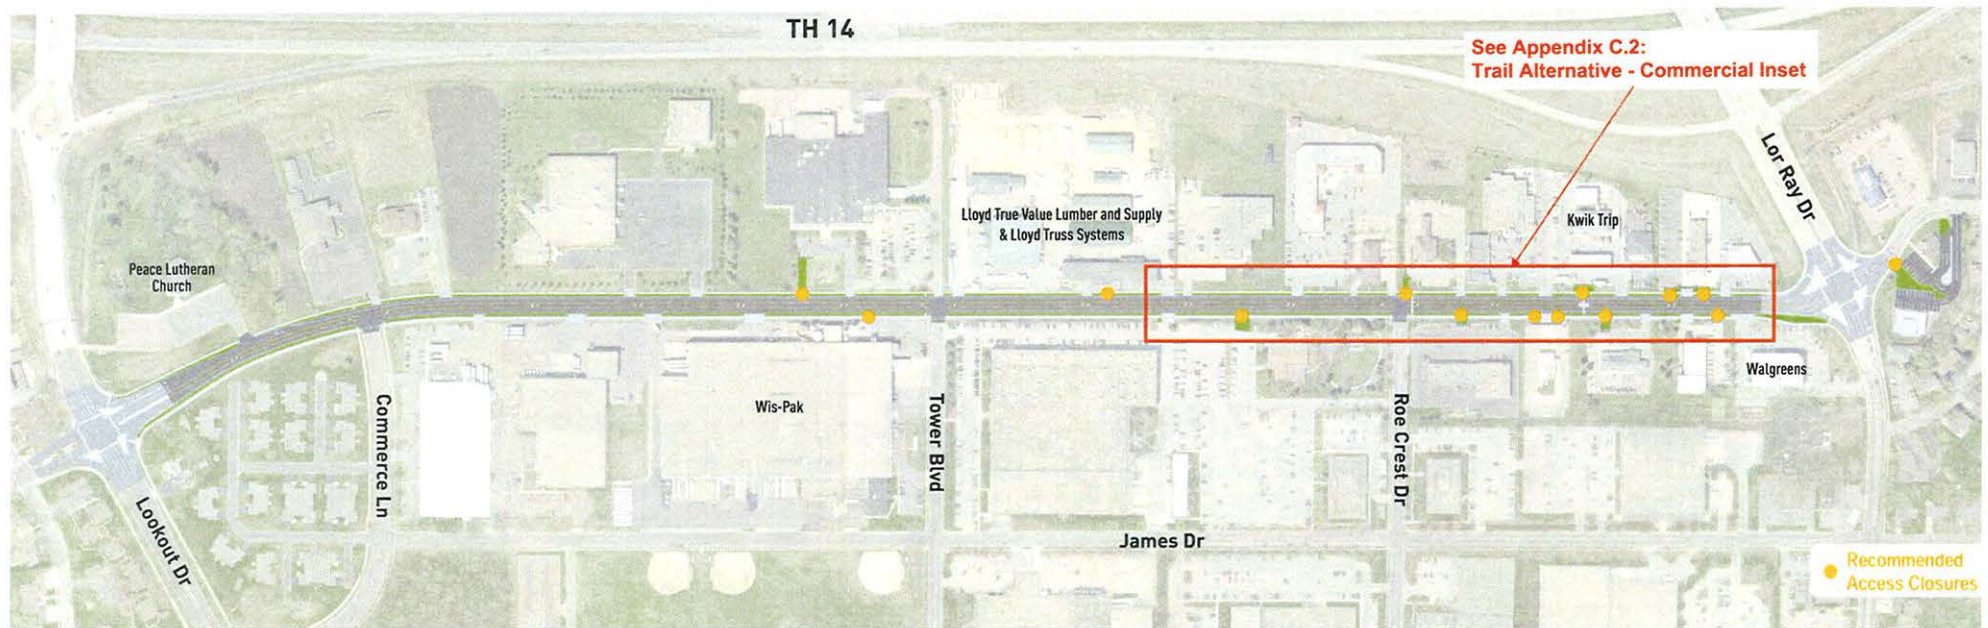 TH 14
See Appendix C.2:
Trail Alternative - Commercial Inset
Lor Ray Dr
Lloyd True Value Lumber and Supply
& Lloyd Truss Systems
Kwik Trip
Peace Lutheran
Church
Walgreens
Wis-Pak
Commerce Ln
Tower Blvd
Roe Crest Dr
Lookout Dr
James Dr
Recommended
Access Closures